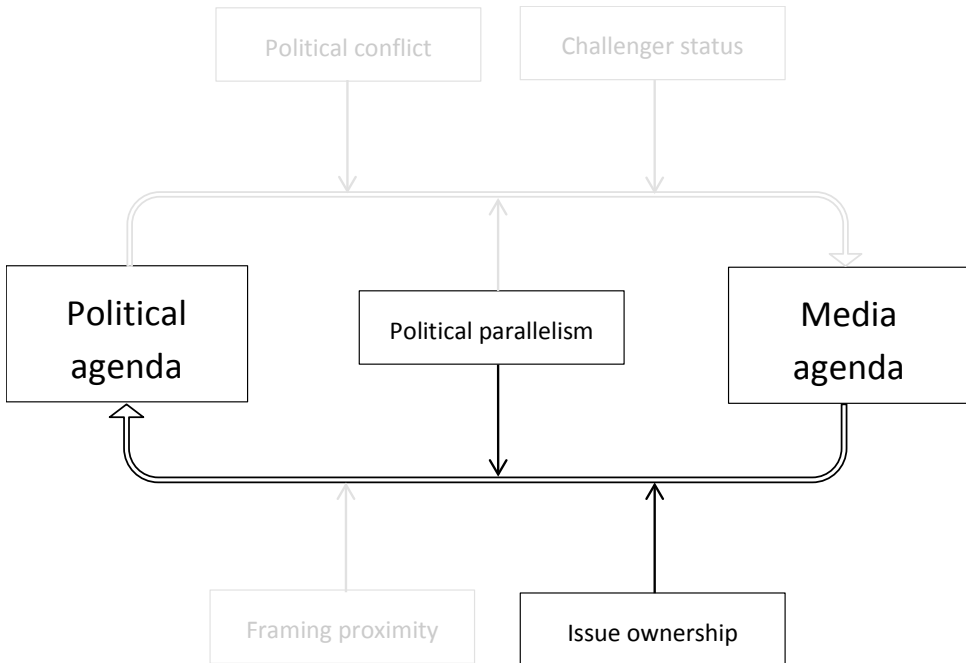 Political conflict
Challenger status
Political
agenda
Political parallelism
Media
agenda
Framing proximity
Issue ownership